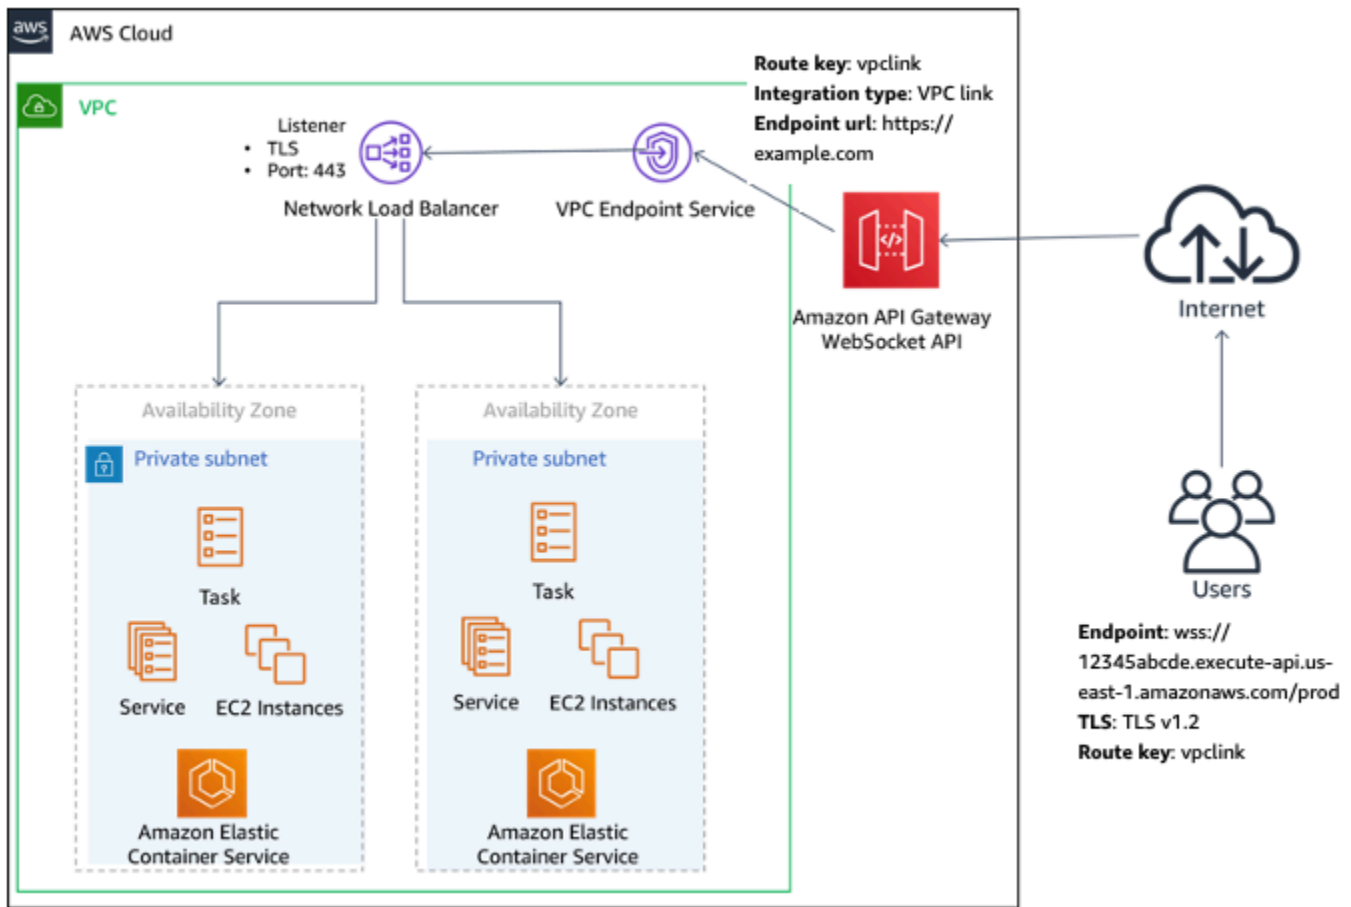 aws
AWS Cloud
VPC
Route key: vpclink
Integration type: VPC link
Endpoint url: https://
example.com
Listener
• TLS
• Port: 443
Network Load Balancer
VPC Endpoint Service
</>
Amazon API Gateway
WebSocket API
Internet
Availability Zone
Private subnet
Task
Service
EC2 Instances
Amazon Elastic
Container Service
Availability Zone
Private subnet
Task
Service
EC2 Instances
Amazon Elastic
Container Service
Users
Endpoint: wss://
12345abcde.execute-api.us-
east-1.amazonaws.com/prod
TLS: TLS v1.2
Route key: vpclink